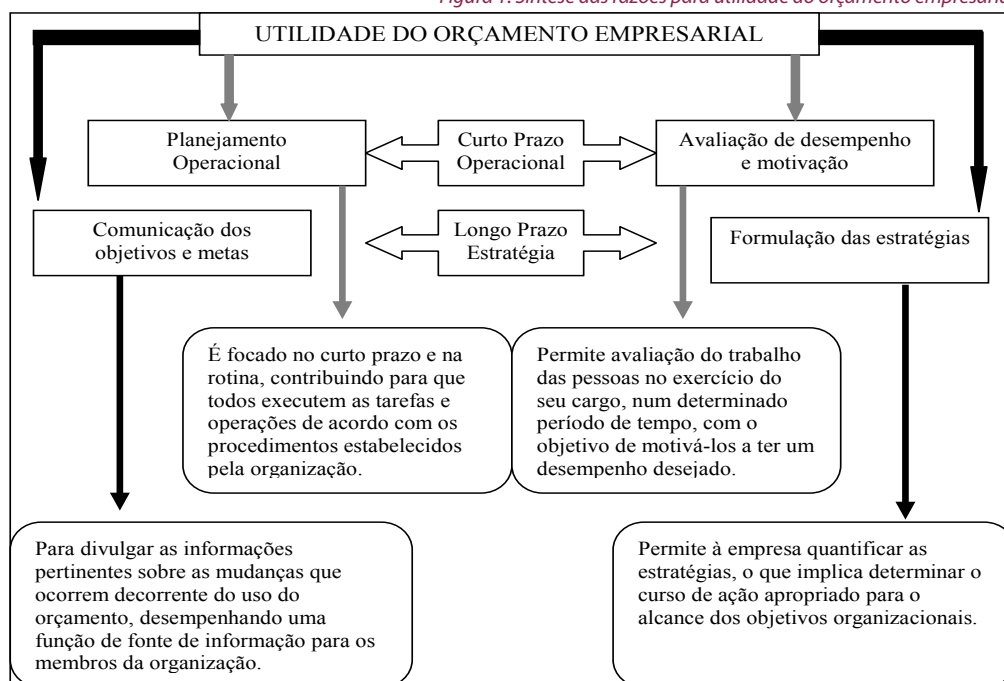 Figura 1: Síntese das razões para utilidade do orçamento empresarial
UTILIDADE DO ORÇAMENTO EMPRESARIAL
Planejamento
Operacional
Curto Prazo
Operacional
Avaliação de desempenho
e motivação
Comunicação dos
objetivos e metas
Longo Prazo
Estratégia
Formulação das estratégias
É focado no curto prazo e na
rotina, contribuindo para que
todos executem as tarefas e
operações de acordo com os
procedimentos estabelecidos
pela organização.
Permite avaliação do trabalho
das pessoas no exercício do
seu cargo, num determinado
período de tempo, com o
objetivo de motivá-los a ter um
desempenho desejado.
Para divulgar as informações
pertinentes sobre as mudanças que
ocorrem decorrente do uso do
orçamento, desempenhando uma
função de fonte de informação para os
membros da organização.
Permite à empresa quantificar as
estratégias, o que implica determinar o
curso de ação apropriado para o
alcance dos objetivos organizacionais.